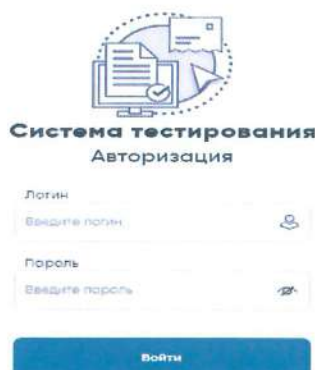 Система тестирования
Авторизация
Логин
Введите логин
Пароль
Введите пароль
Войти